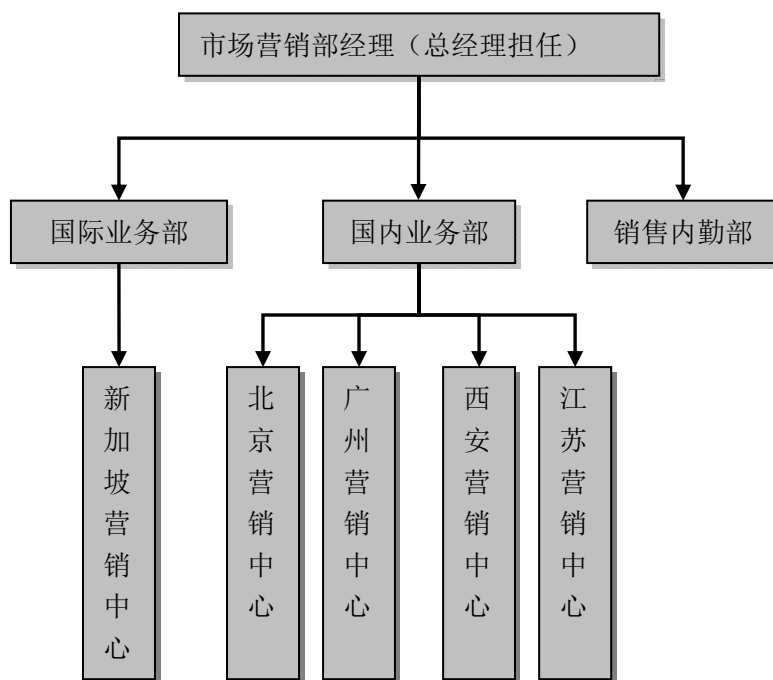 市场营销部经理（总经理担任）
国际业务部
国内业务部
销售内勤部
新加坡营销中心
北京营销中心
广州营销中心
西安营销中心
江苏营销中心